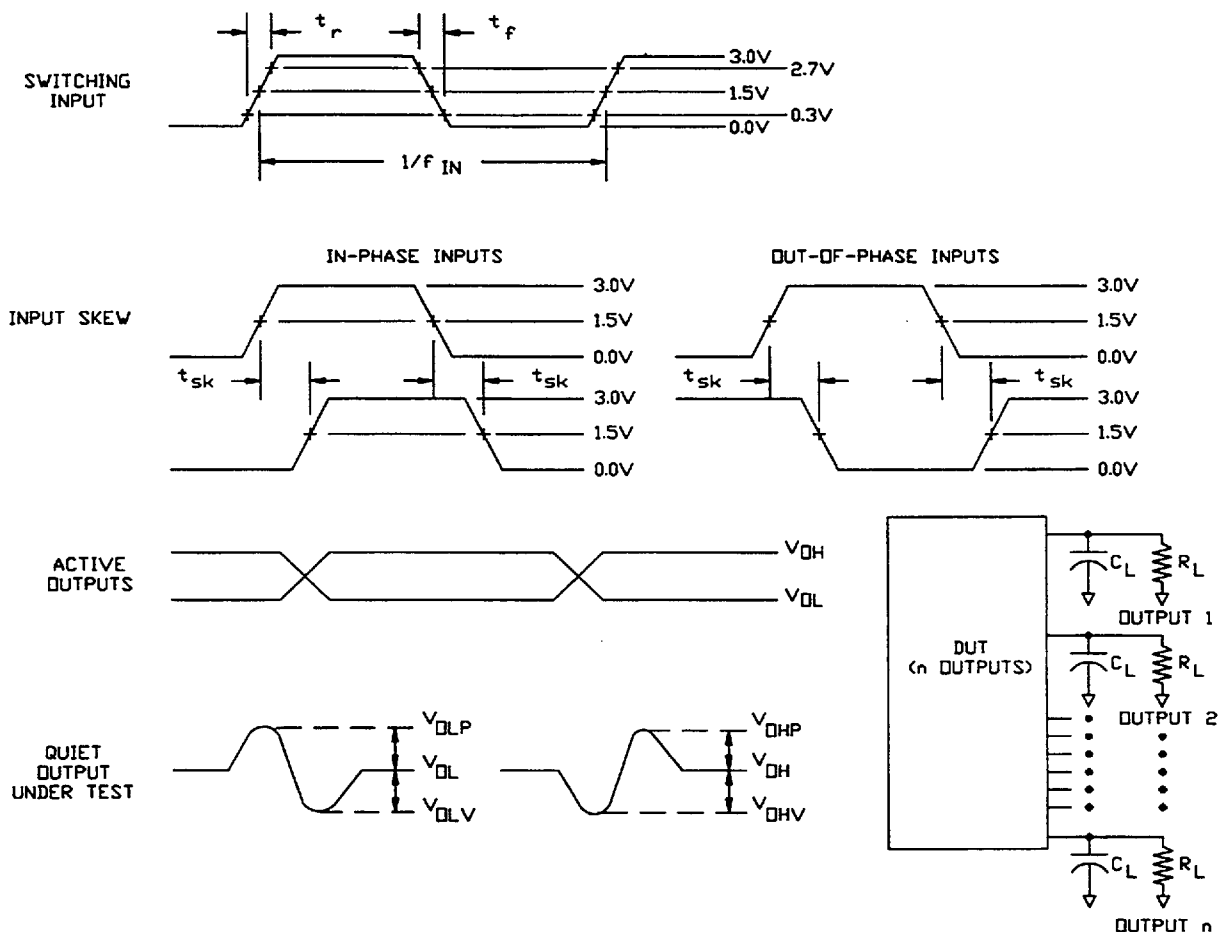 t_r
t_f
SWITCHING
INPUT
3.0V
2.7V
1.5V
0.3V
0.0V
1/f IN
IN-PHASE INPUTS
OUT-OF-PHASE INPUTS
INPUT SKEW
3.0V
1.5V
0.0V
3.0V
1.5V
0.0V
t_sk
t_sk
t_sk
t_sk
3.0V
1.5V
0.0V
3.0V
1.5V
0.0V
ACTIVE
OUTPUTS
V_OH
V_OL
DUT
(n OUTPUTS)
C_L
R_L
OUTPUT 1
C_L
R_L
OUTPUT 2
C_L
R_L
OUTPUT n
QUIET
OUTPUT
UNDER TEST
V_OLP
V_OL
V_OLV
V_OHP
V_OH
V_OHV